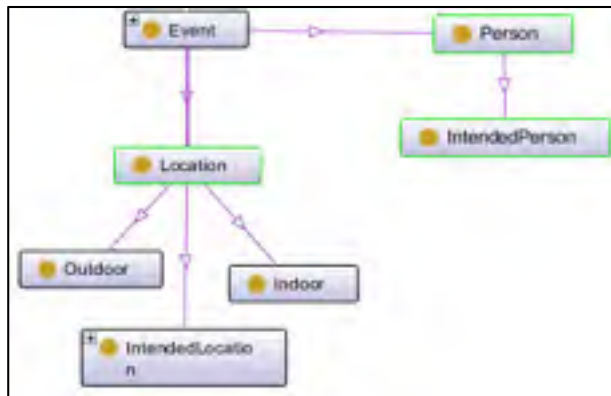 Event
Person
IntendedPerson
Location
Outdoor
Indoor
IntendedLocatio
n